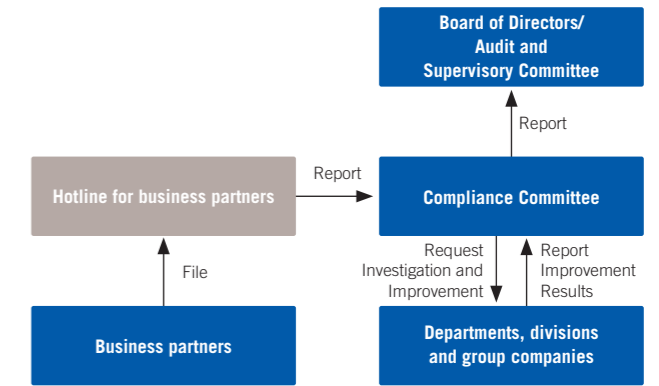 Board of Directors/
Audit and
Supervisory Committee
Report
Hotline for business partners
Report
Compliance Committee
File
Request
Investigation and
Improvement
Report
Improvement
Results
Business partners
Departments, divisions
and group companies